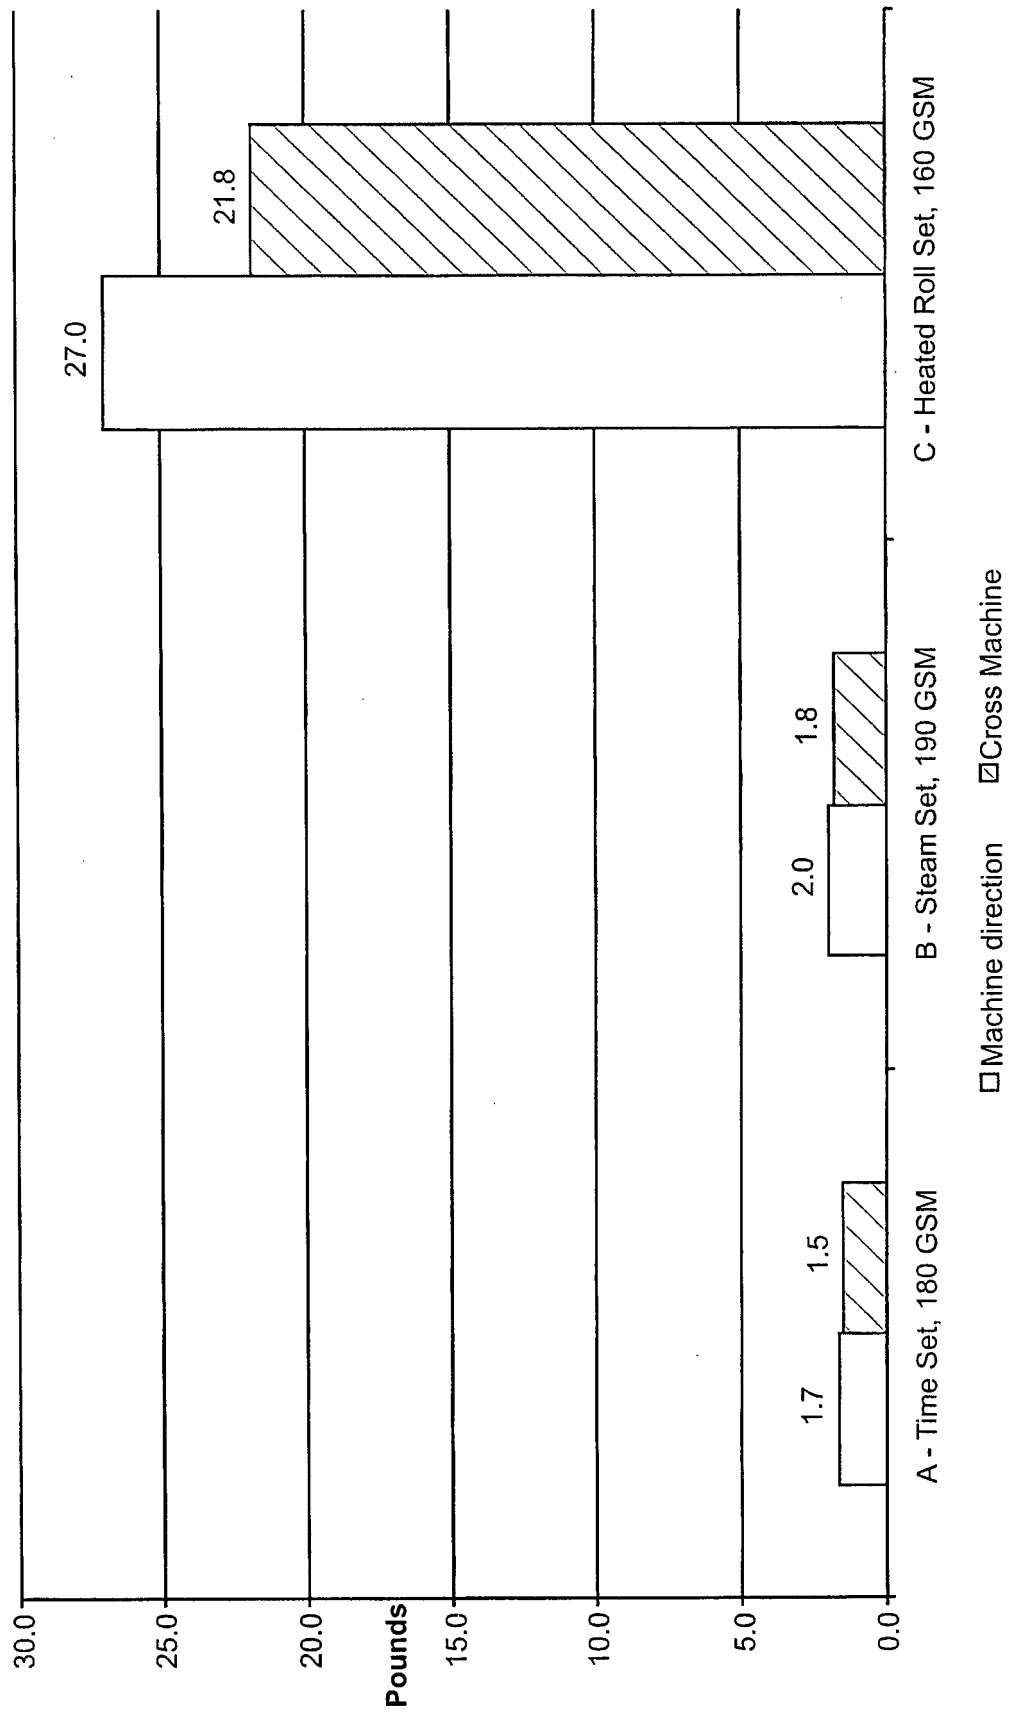 30.0
25.0
20.0
Pounds
15.0
10.0
5.0
0.0
1.7
1.5
2.0
1.8
27.0
21.8
A - Time Set, 180 GSM
B - Steam Set, 190 GSM
C - Heated Roll Set, 160 GSM
Machine direction
Cross Machine